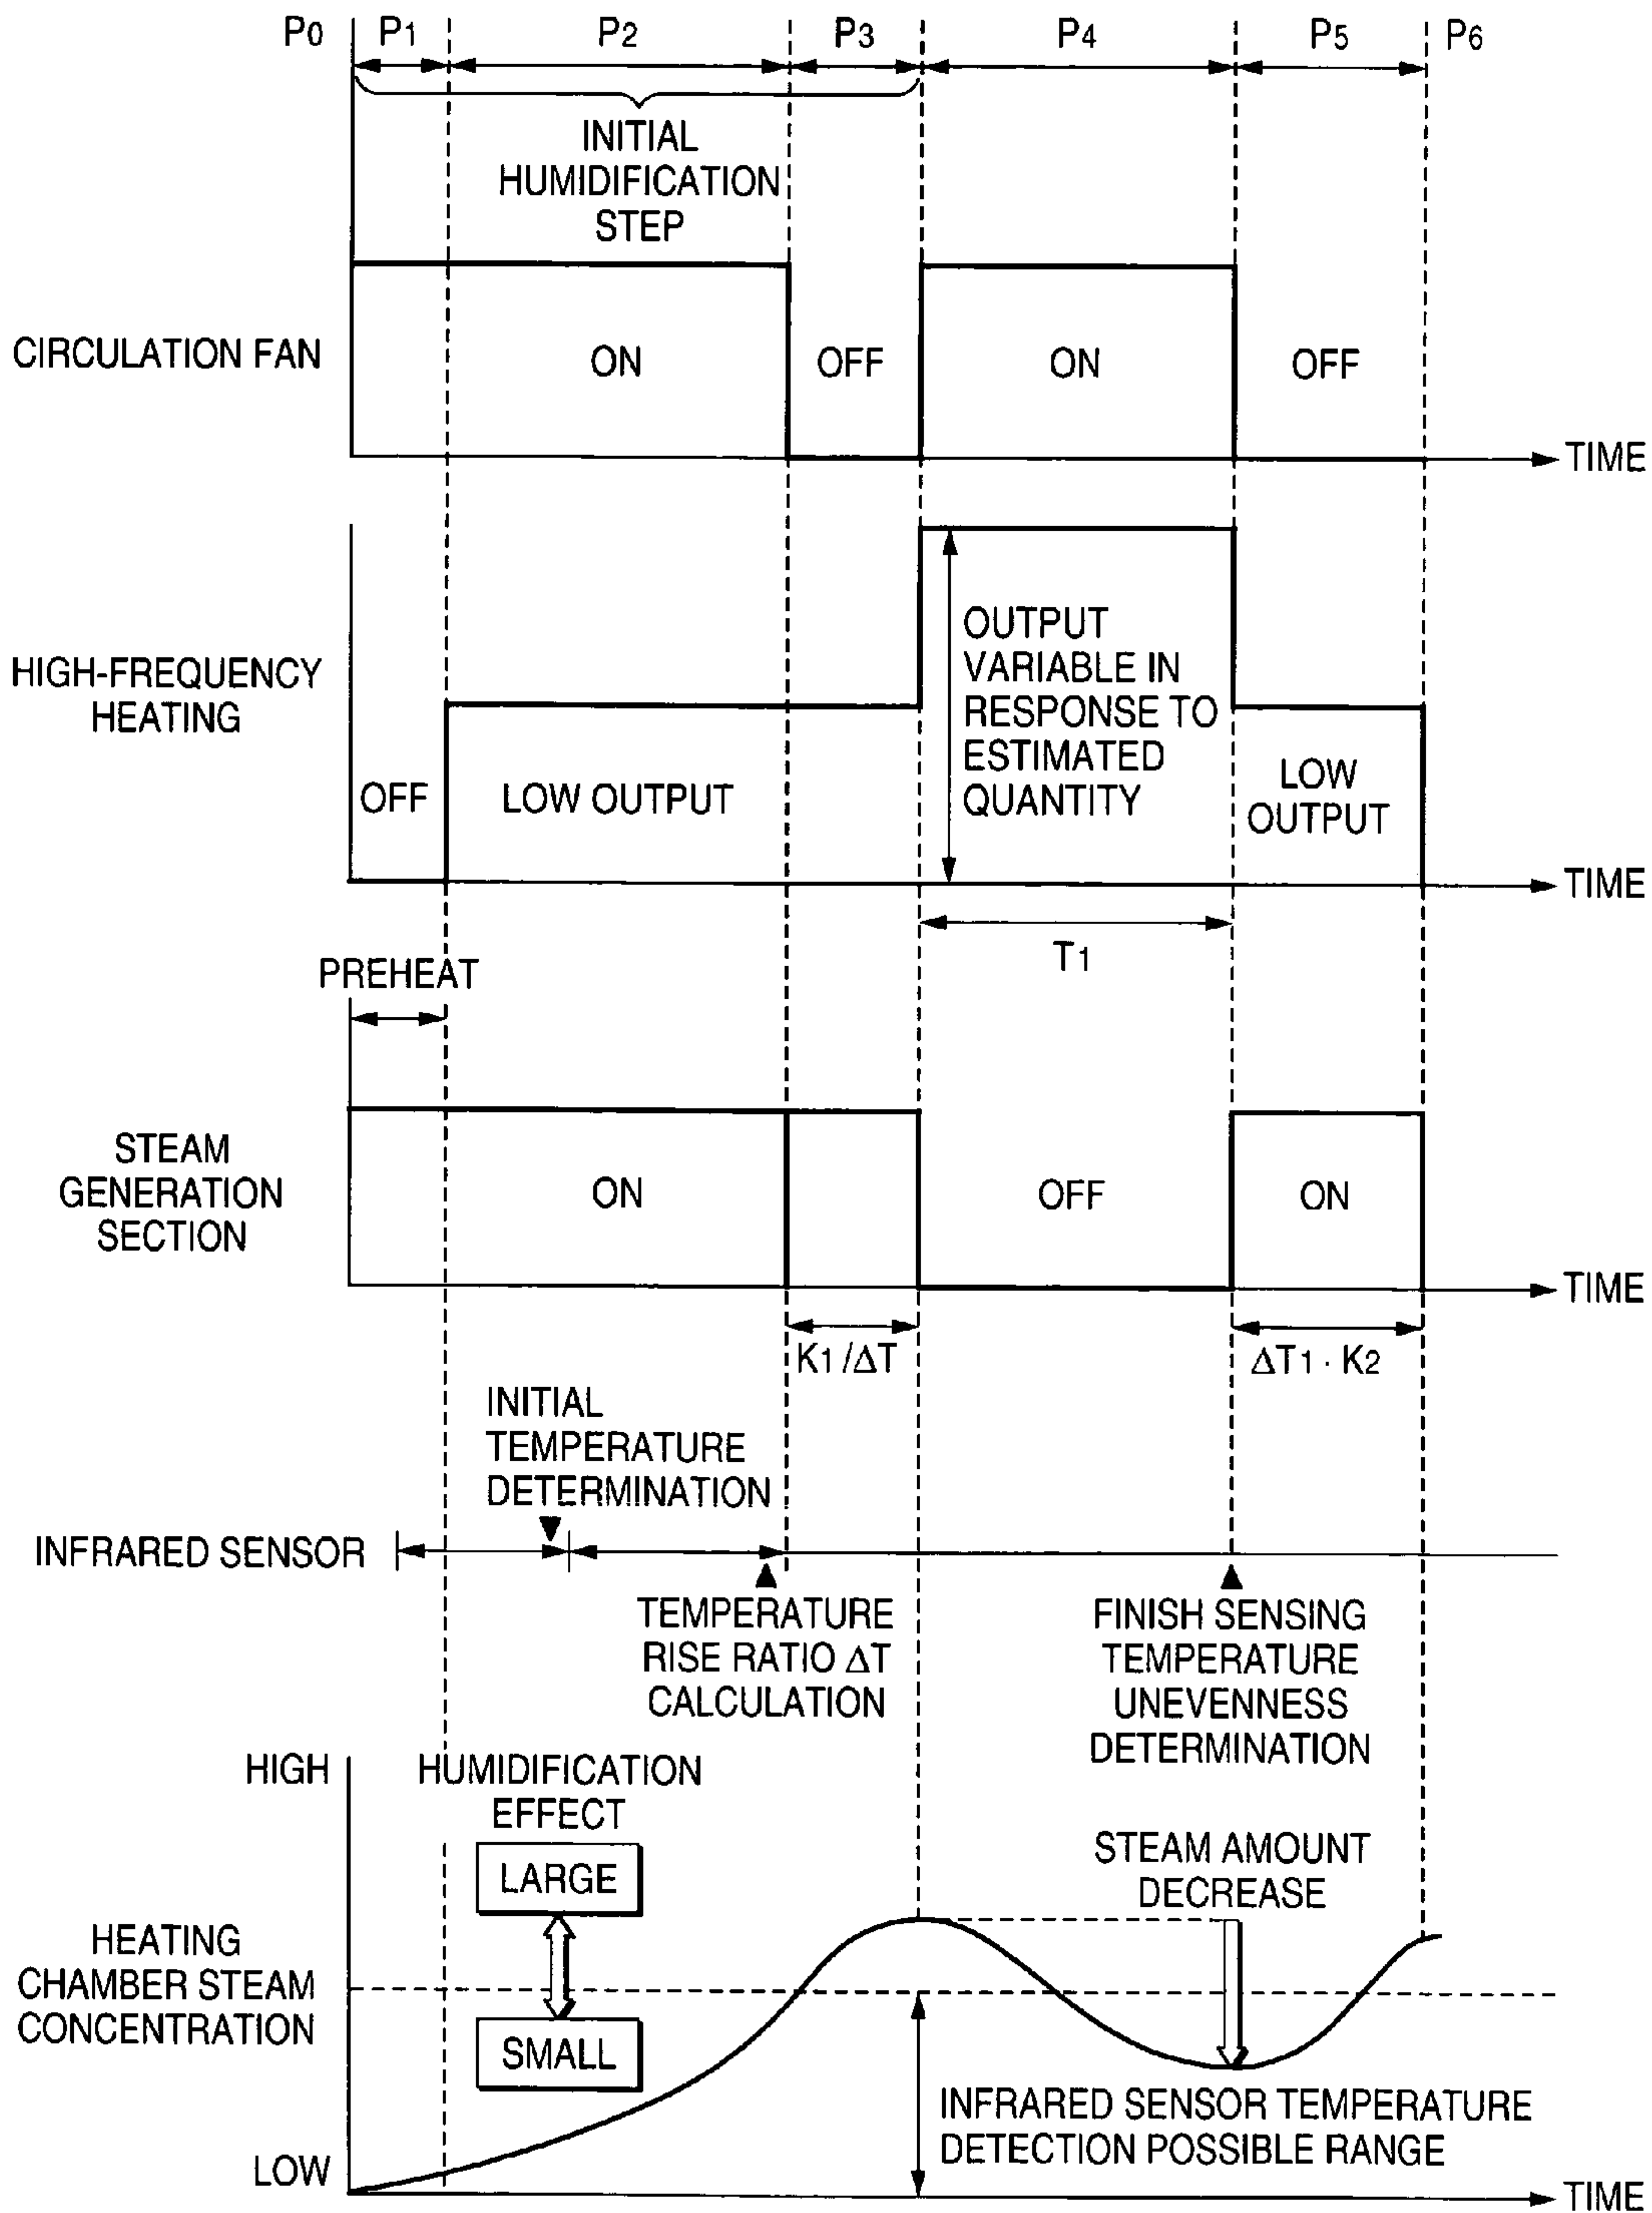 P0 P1 P2 P3 P4 P5 P6
INITIAL
HUMIDIFICATION
STEP
CIRCULATION FAN
ON
OFF
ON
OFF
TIME
HIGH-FREQUENCY
HEATING
OFF
LOW OUTPUT
OUTPUT
VARIABLE IN
RESPONSE TO
ESTIMATED
QUANTITY
LOW
OUTPUT
TIME
T1
PREHEAT
STEAM
GENERATION
SECTION
ON
OFF
ON
TIME
K1/ΔT
ΔT1 · K2
INITIAL
TEMPERATURE
DETERMINATION
INFRARED SENSOR
TEMPERATURE
RISE RATIO ΔT
CALCULATION
FINISH SENSING
TEMPERATURE
UNEVENNESS
DETERMINATION
HIGH
HUMIDIFICATION
EFFECT
LARGE
SMALL
STEAM AMOUNT
DECREASE
HEATING
CHAMBER STEAM
CONCENTRATION
INFRARED SENSOR TEMPERATURE
DETECTION POSSIBLE RANGE
LOW
TIME